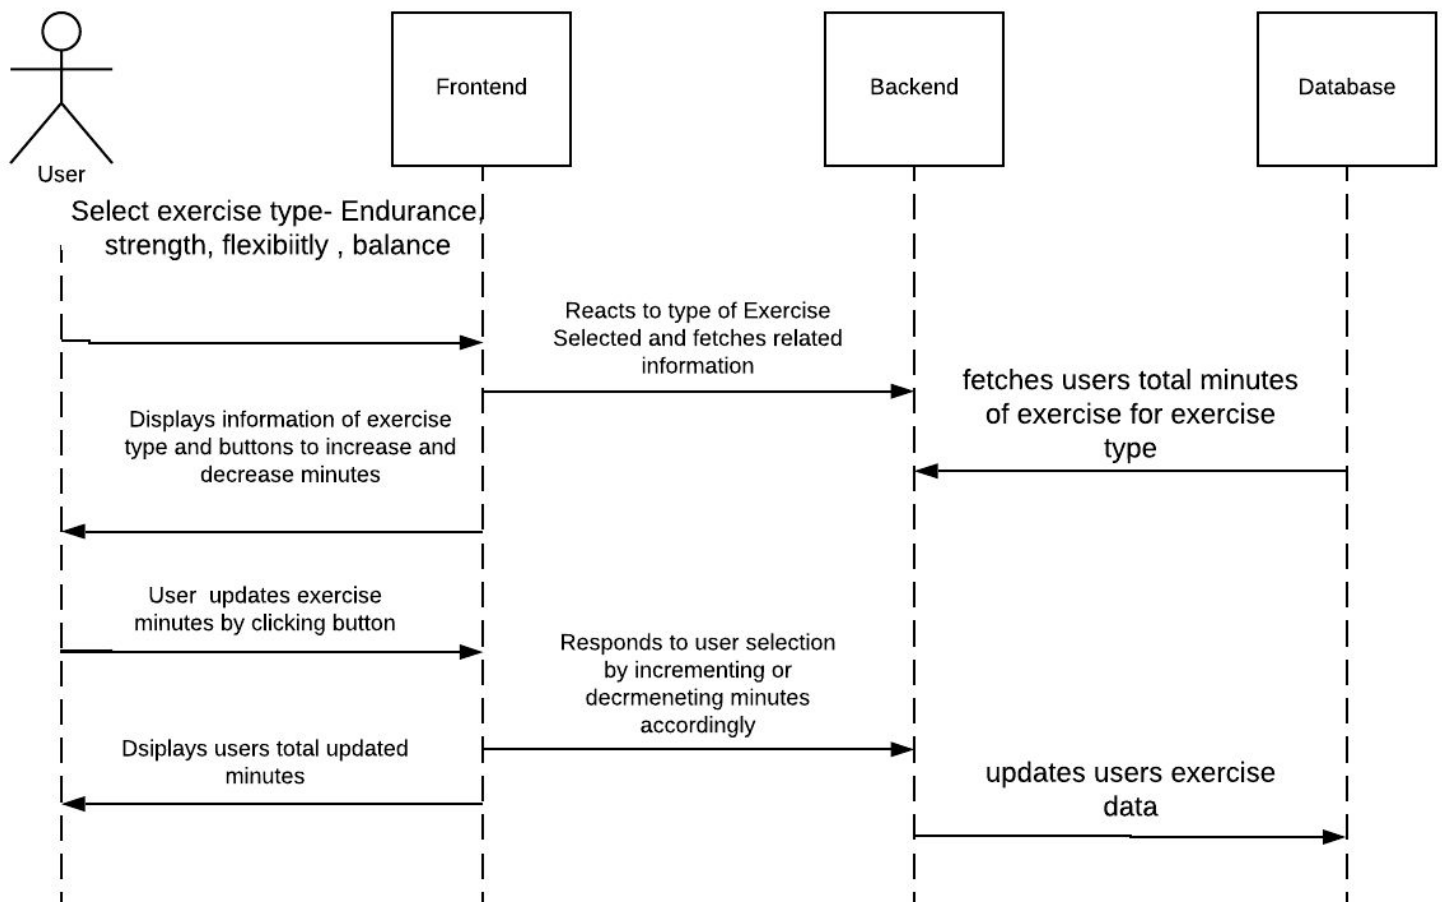 Frontend
Backend
Database
User
Select exercise type- Endurance,
strength, flexibiitly , balance
Reacts to type of Exercise
Selected and fetches related
information
fetches users total minutes
of exercise for exercise
type
Displays information of exercise
type and buttons to increase and
decrease minutes
User  updates exercise
minutes by clicking button
Responds to user selection
by incrementing or
decrmeneting minutes
accordingly
Dsiplays users total updated
minutes
updates users exercise
data